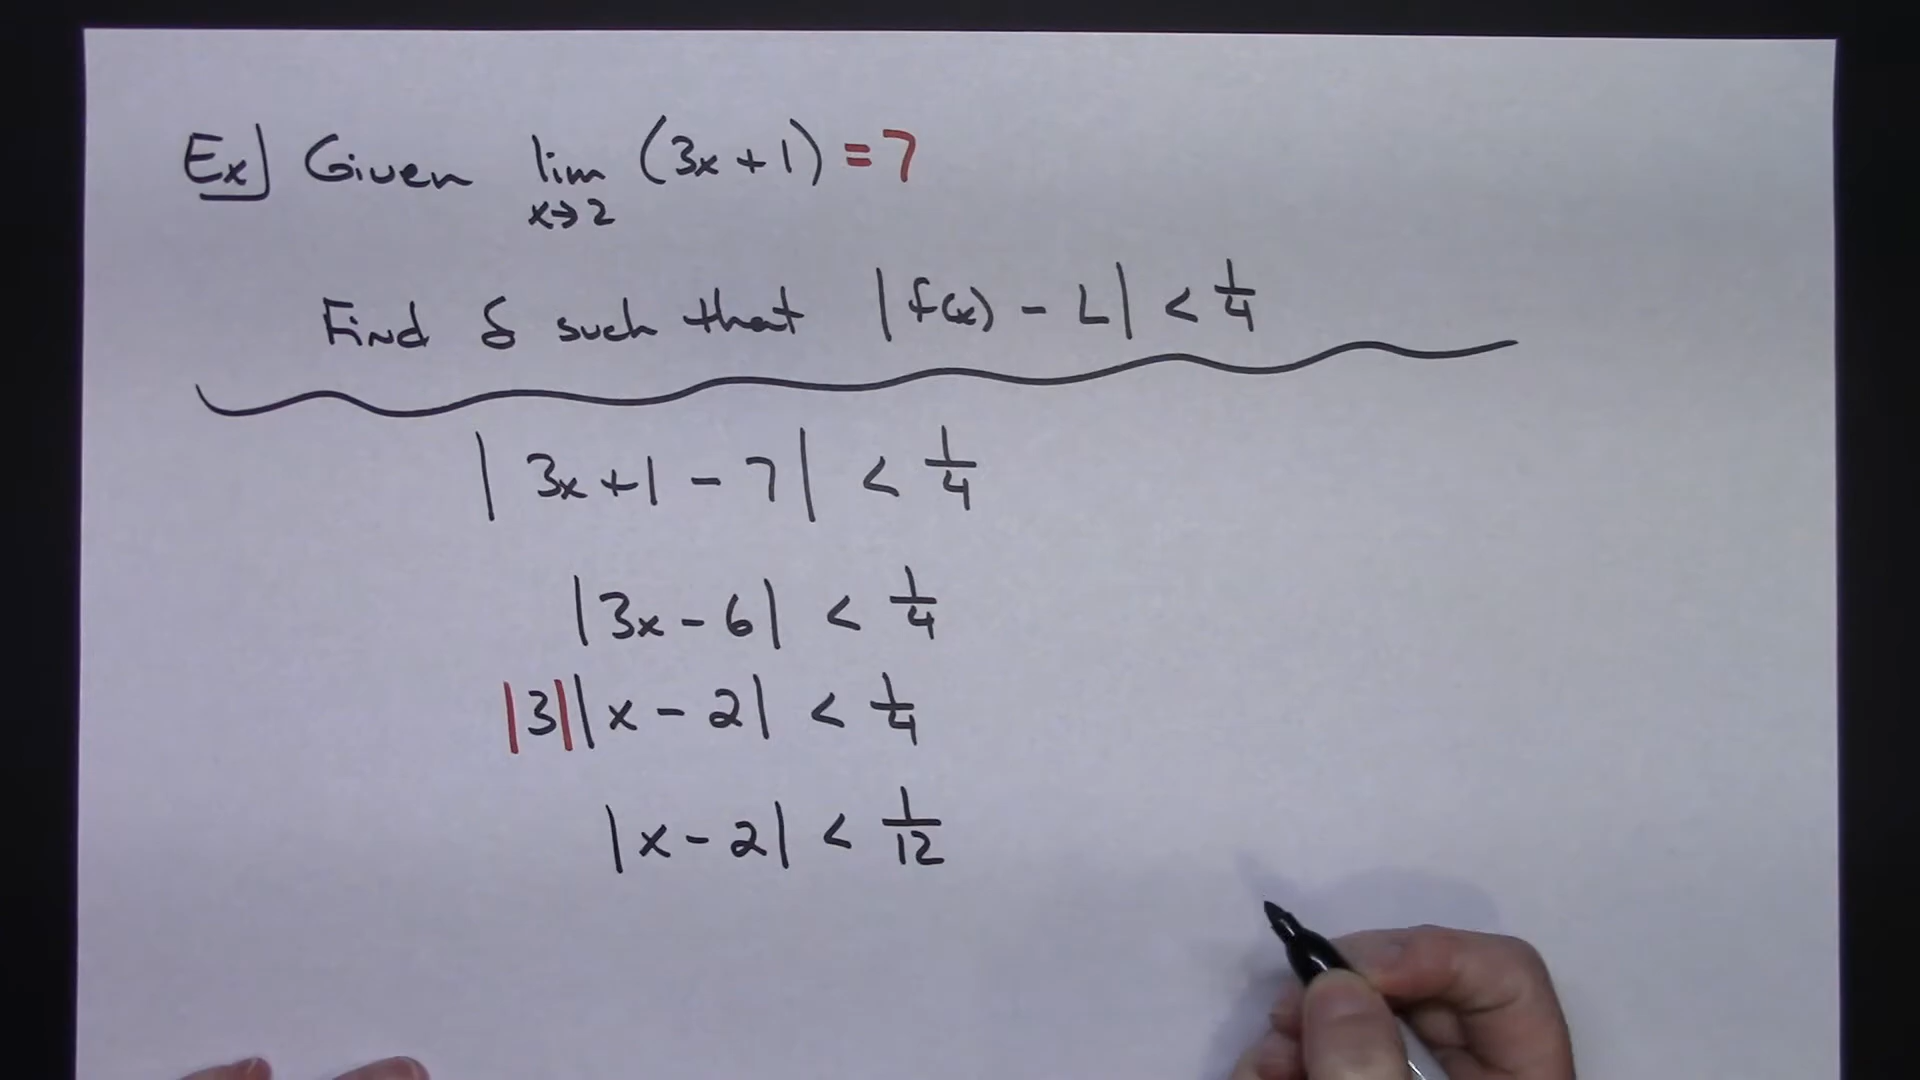 Ex] Given lim (3x + 1) = 7
x→2
Find δ such that |f(x) - L| < 1/4
|3x + 1 - 7| < 1/4
|3x - 6| < 1/4
|3||x - 2| < 1/4
|x - 2| < 1/12